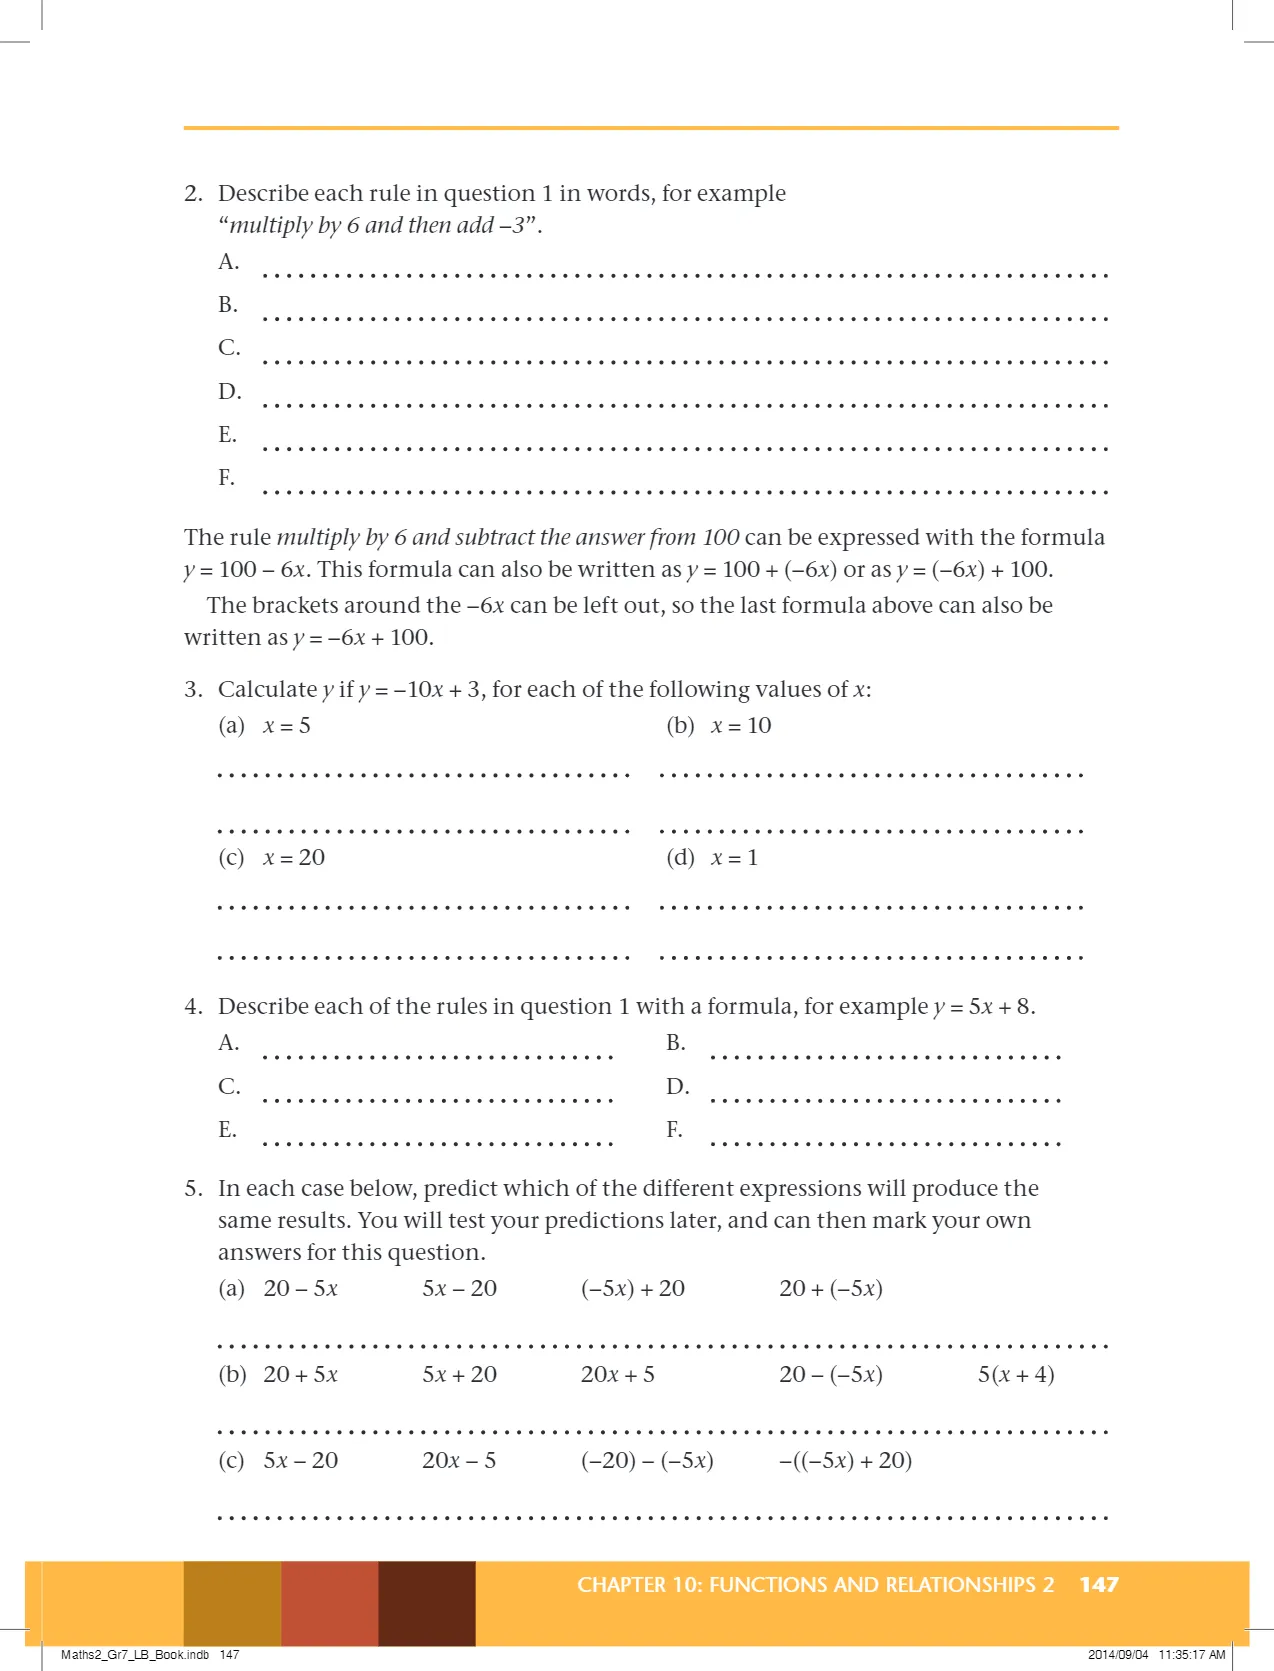 2. Describe each rule in question 1 in words, for example
“multiply by 6 and then add –3”.
A. ........................................................................
B. ........................................................................
C. ........................................................................
D. ........................................................................
E. ........................................................................
F. ........................................................................
The rule multiply by 6 and subtract the answer from 100 can be expressed with the formula
y = 100 – 6x. This formula can also be written as y = 100 + (–6x) or as y = (–6x) + 100.
The brackets around the –6x can be left out, so the last formula above can also be
written as y = –6x + 100.
3. Calculate y if y = –10x + 3, for each of the following values of x:
(a) x = 5 (b) x = 10
................................... ....................................
................................... ....................................
(c) x = 20 (d) x = 1
................................... ....................................
................................... ....................................
4. Describe each of the rules in question 1 with a formula, for example y = 5x + 8.
A. .............................. B. ..............................
C. .............................. D. ..............................
E. .............................. F. ..............................
5. In each case below, predict which of the different expressions will produce the
same results. You will test your predictions later, and can then mark your own
answers for this question.
(a) 20 – 5x 5x – 20 (–5x) + 20 20 + (–5x)
............................................................................
(b) 20 + 5x 5x + 20 20x + 5 20 – (–5x) 5(x + 4)
............................................................................
(c) 5x – 20 20x – 5 (–20) – (–5x) –((–5x) + 20)
............................................................................
CHAPTER 10: FUNCTIONS AND RELATIONSHIPS 2 147
Maths2_Gr7_LB_Book.indb 147 2014/09/04 11:35:17 AM